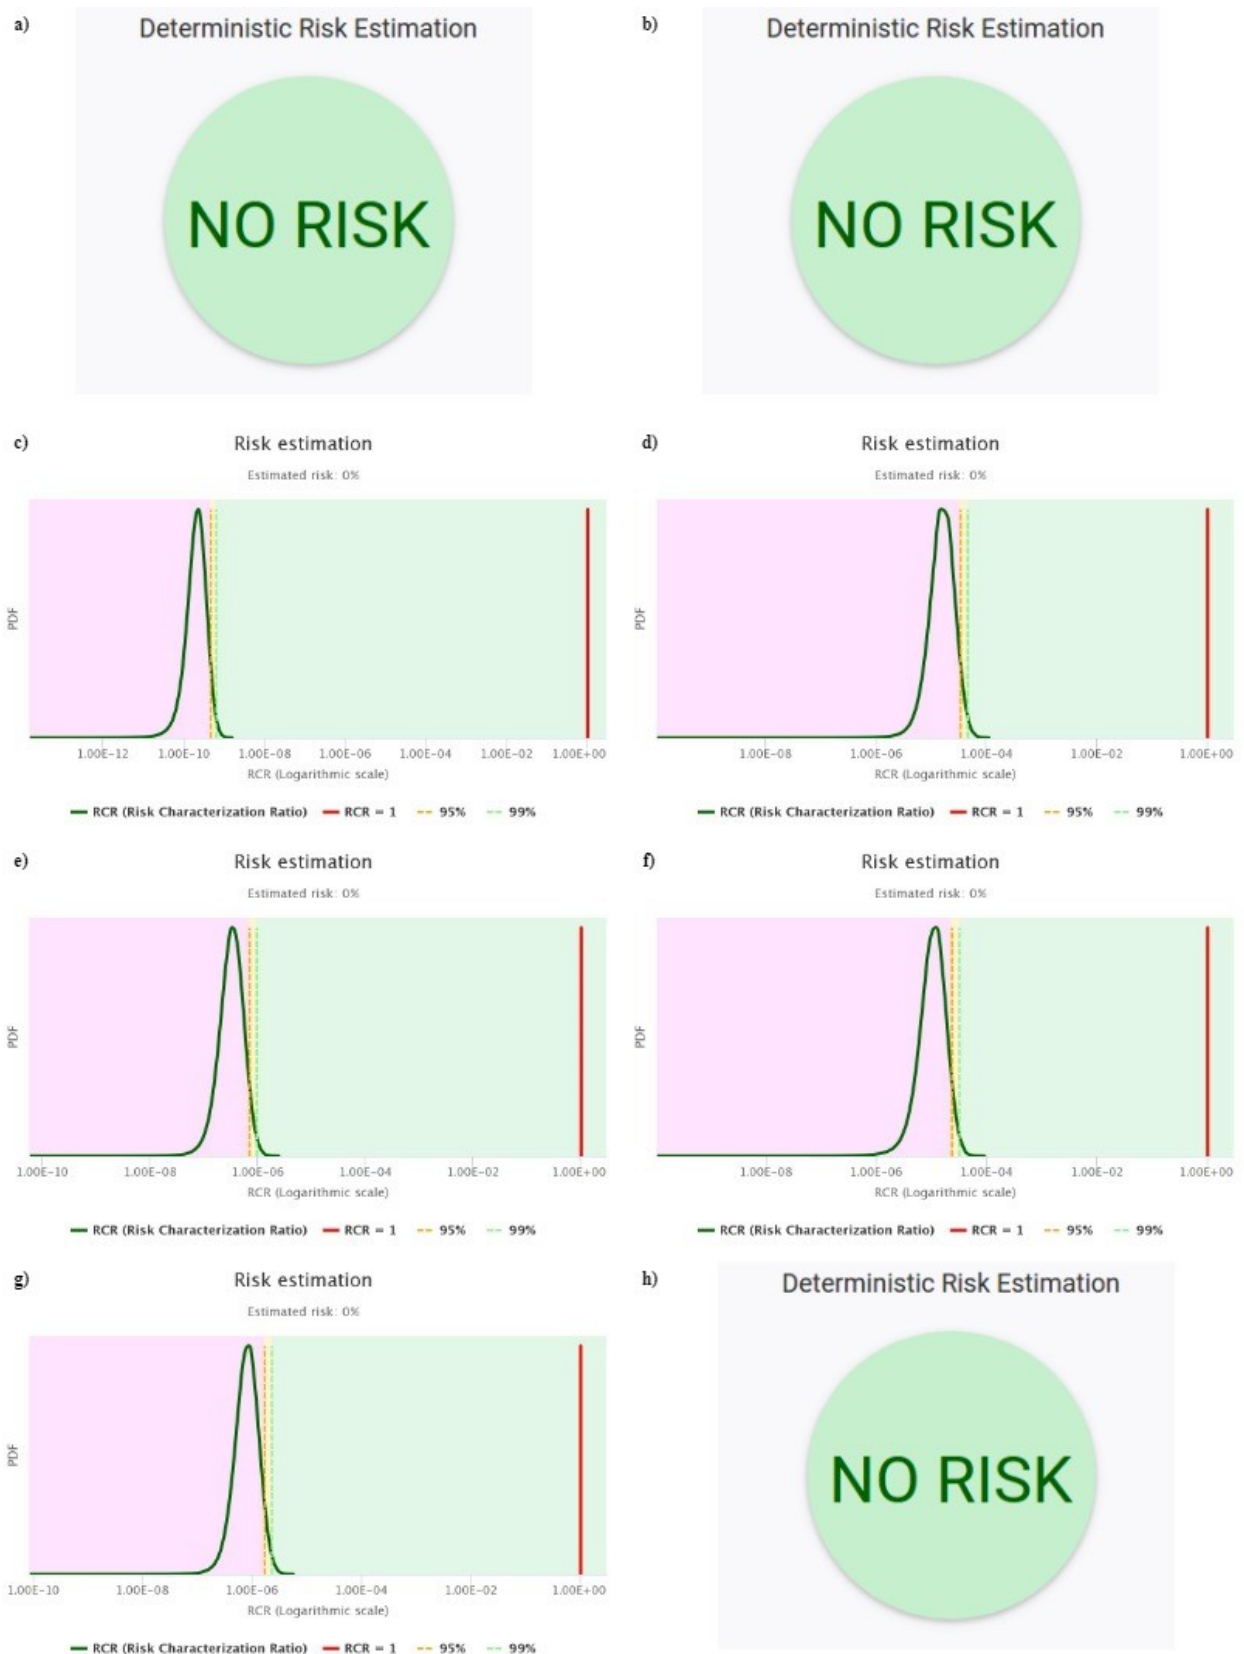 a)
Deterministic Risk Estimation
NO RISK
b)
Deterministic Risk Estimation
NO RISK
c)
Risk estimation
Estimated risk: 0%
PDF
1.00E-12 1.00E-10 1.00E-08 1.00E-06 1.00E-04 1.00E-02 1.00E+00
RCR (Logarithmic scale)
RCR (Risk Characterization Ratio) RCR = 1 95% 99%
d)
Risk estimation
Estimated risk: 0%
PDF
1.00E-08 1.00E-06 1.00E-04 1.00E-02 1.00E+00
RCR (Logarithmic scale)
RCR (Risk Characterization Ratio) RCR = 1 95% 99%
e)
Risk estimation
Estimated risk: 0%
PDF
1.00E-10 1.00E-08 1.00E-06 1.00E-04 1.00E-02 1.00E+00
RCR (Logarithmic scale)
RCR (Risk Characterization Ratio) RCR = 1 95% 99%
f)
Risk estimation
Estimated risk: 0%
PDF
1.00E-08 1.00E-06 1.00E-04 1.00E-02 1.00E+00
RCR (Logarithmic scale)
RCR (Risk Characterization Ratio) RCR = 1 95% 99%
g)
Risk estimation
Estimated risk: 0%
PDF
1.00E-10 1.00E-08 1.00E-06 1.00E-04 1.00E-02 1.00E+00
RCR (Logarithmic scale)
RCR (Risk Characterization Ratio) RCR = 1 95% 99%
h)
Deterministic Risk Estimation
NO RISK